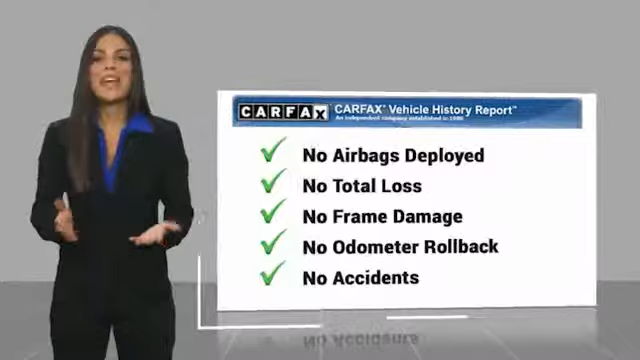 CARFAX CARFAX® Vehicle History Report™
An independent company established in 1986
No Airbags Deployed
No Total Loss
No Frame Damage
No Odometer Rollback
No Accidents